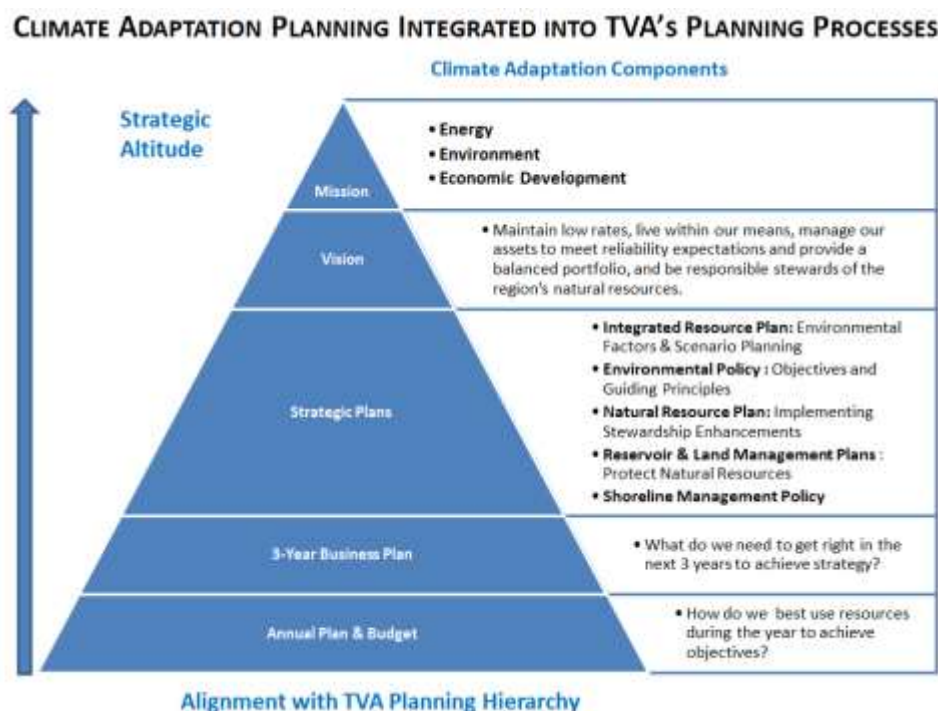 CLIMATE ADAPTATION PLANNING INTEGRATED INTO TVA'S PLANNING PROCESSES
Climate Adaptation Components
Strategic
Altitude
Mission
• Energy
• Environment
• Economic Development
Vision
• Maintain low rates, live within our means, manage our
assets to meet reliability expectations and provide a
balanced portfolio, and be responsible stewards of the
region's natural resources.
Strategic Plans
• Integrated Resource Plan: Environmental
Factors & Scenario Planning
• Environmental Policy : Objectives and
Guiding Principles
• Natural Resource Plan: Implementing
Stewardship Enhancements
• Reservoir & Land Management Plans :
Protect Natural Resources
• Shoreline Management Policy
3-Year Business Plan
• What do we need to get right in the
next 3 years to achieve strategy?
Annual Plan & Budget
• How do we best use resources
during the year to achieve
objectives?
Alignment with TVA Planning Hierarchy